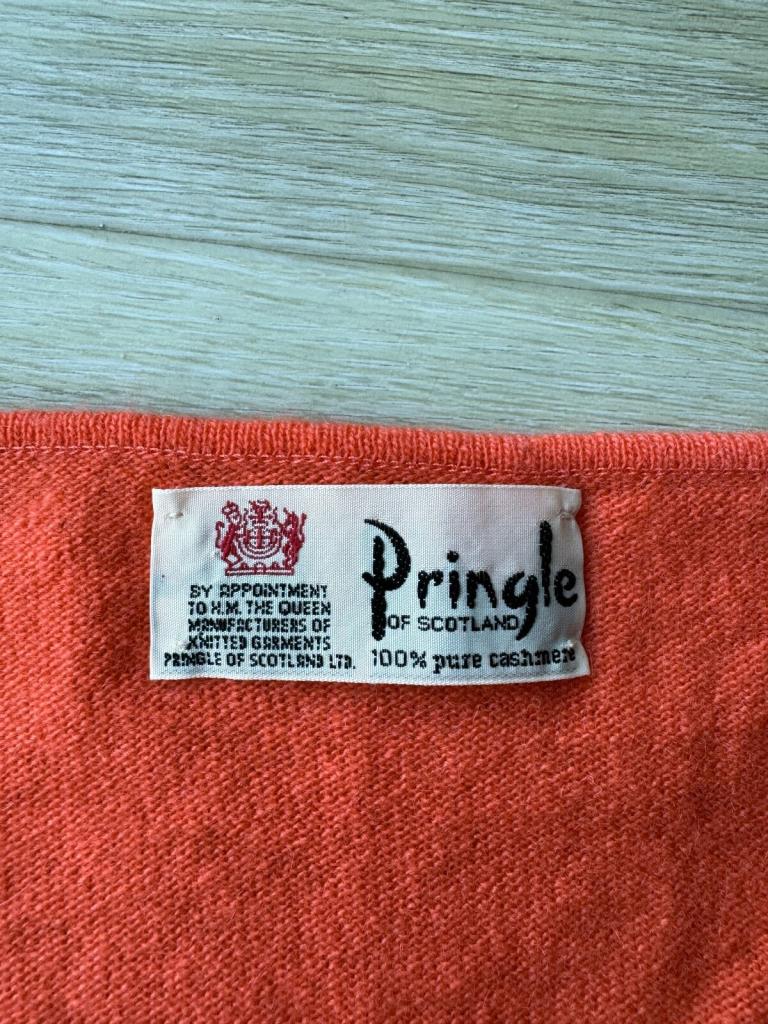 BY APPOINTMENT
TO H.M. THE QUEEN
MANUFACTURERS OF
KNITTED GARMENTS
PRINGLE OF SCOTLAND LTD.
Pringle
OF SCOTLAND
100% pure cashmere